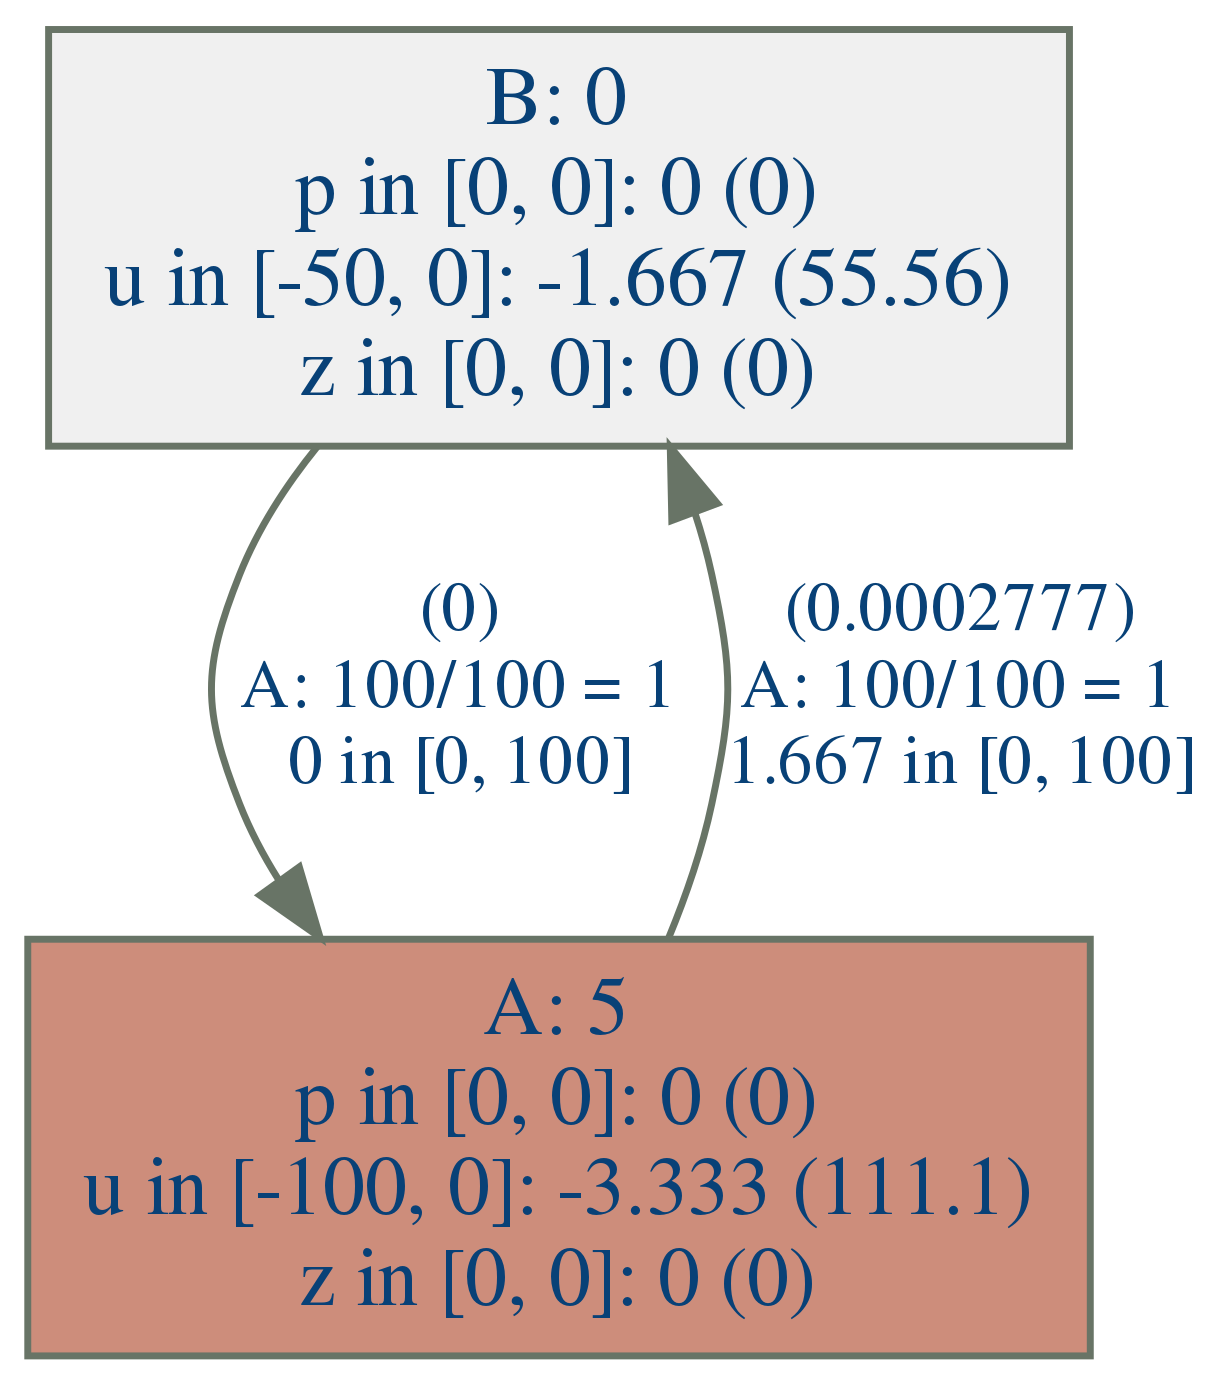 B: 0
p in [0, 0]: 0 (0)
u in [-50, 0]: -1.667 (55.56)
z in [0, 0]: 0 (0)
(0)
A: 100/100 = 1
0 in [0, 100]
(0.0002777)
A: 100/100 = 1
1.667 in [0, 100]
A: 5
p in [0, 0]: 0 (0)
u in [-100, 0]: -3.333 (111.1)
z in [0, 0]: 0 (0)